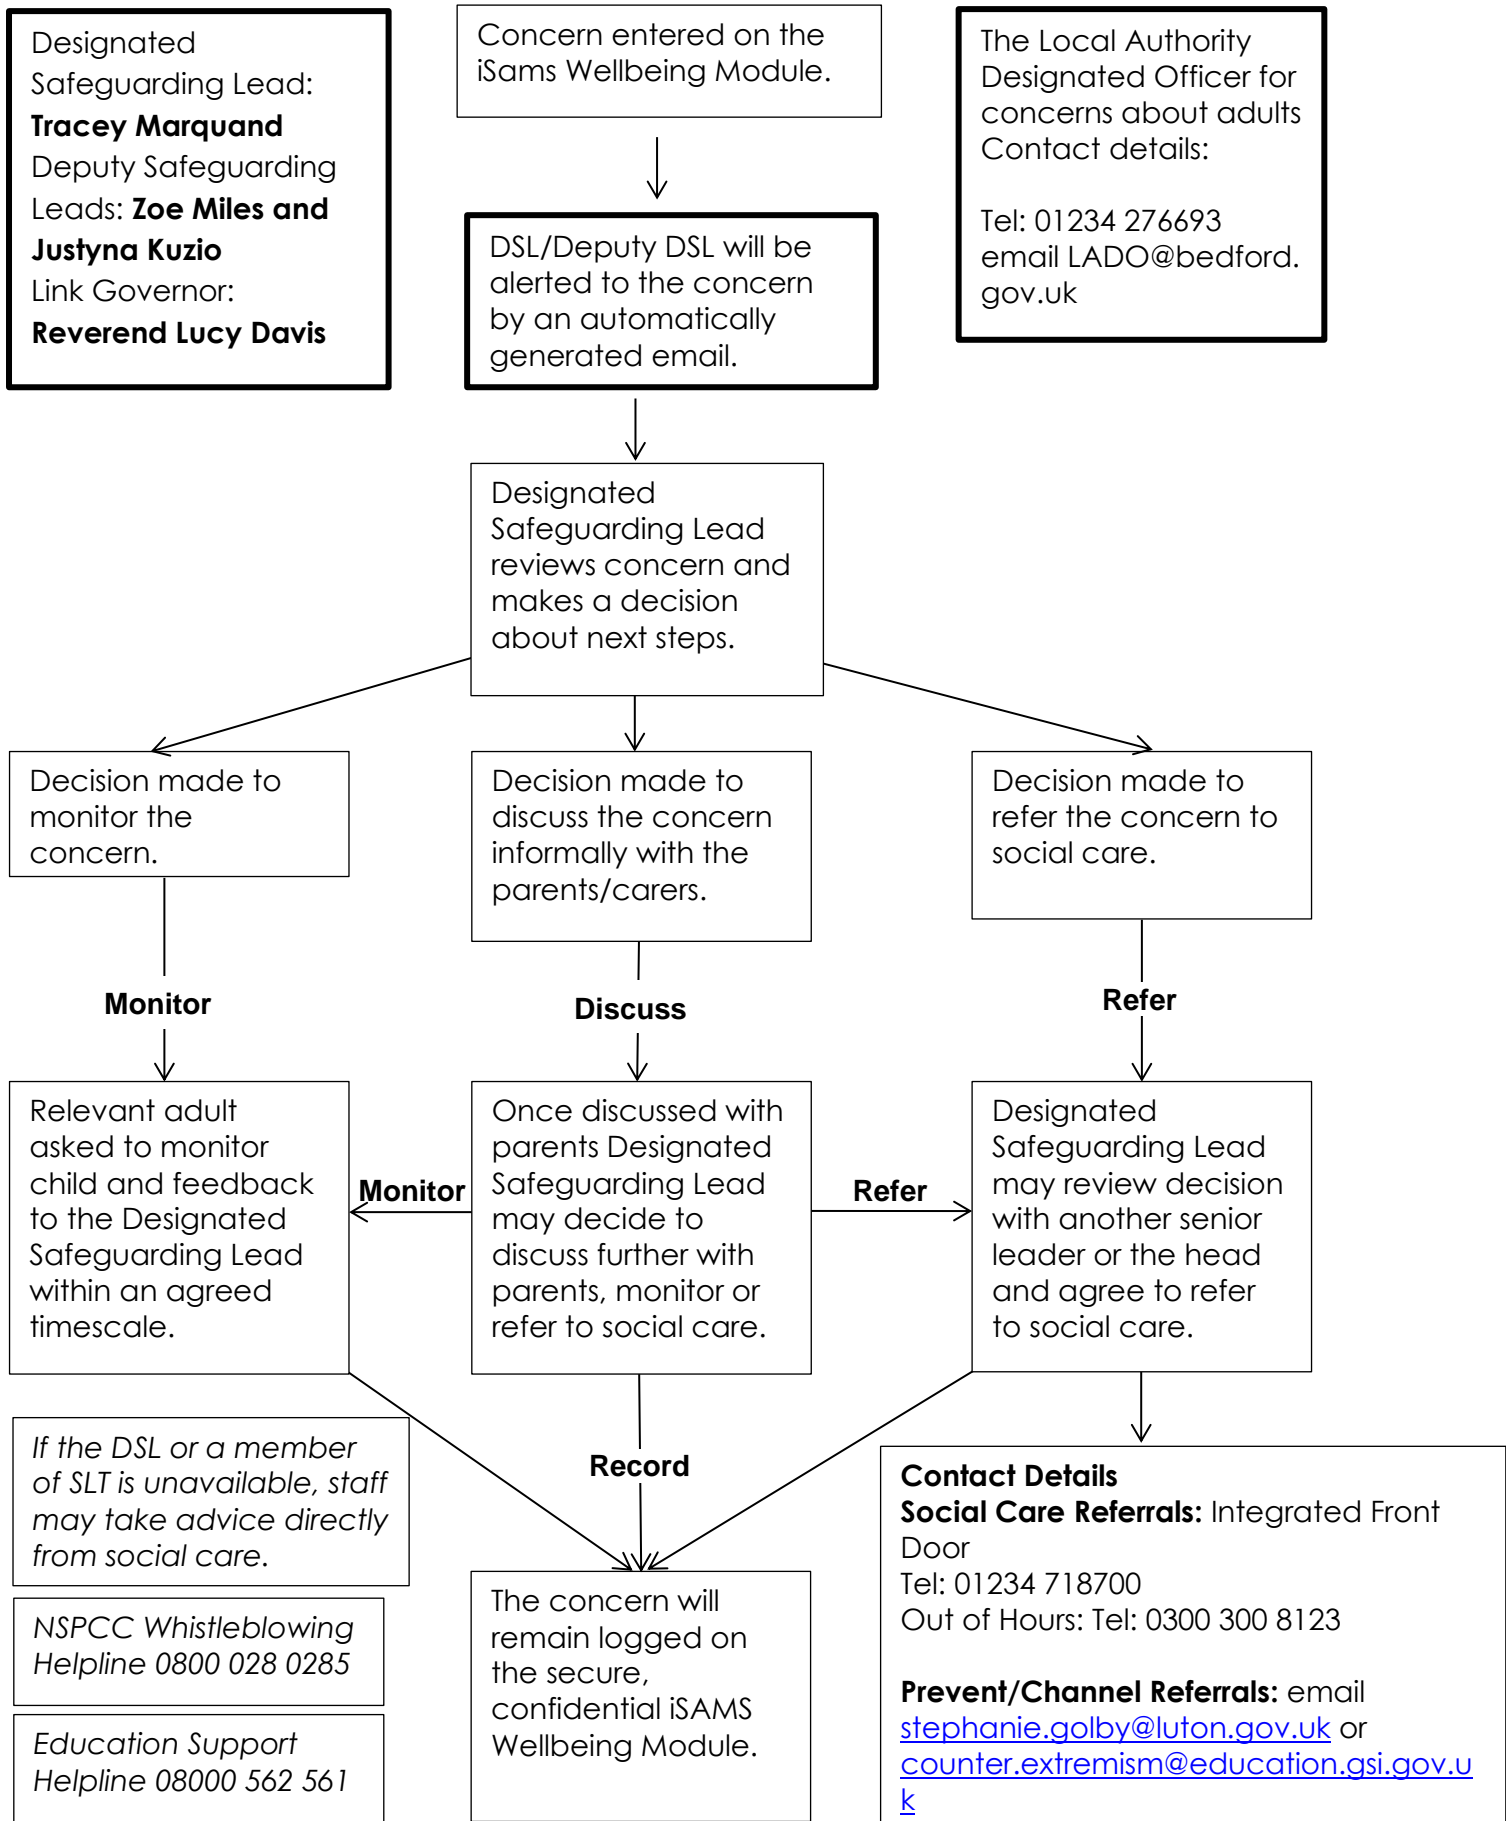 Designated
Safeguarding Lead:
Tracey Marquand
Deputy Safeguarding
Leads: Zoe Miles and
Justyna Kuzio
Link Governor:
Reverend Lucy Davis
Concern entered on the
iSams Wellbeing Module.
The Local Authority
Designated Officer for
concerns about adults
Contact details:
Tel: 01234 276693
email LADO@bedford.
gov.uk
DSL/Deputy DSL will be
alerted to the concern
by an automatically
generated email.
Designated
Safeguarding Lead
reviews concern and
makes a decision
about next steps.
Decision made to
monitor the
concern.
Decision made to
discuss the concern
informally with the
parents/carers.
Decision made to
refer the concern to
social care.
Monitor
Discuss
Refer
Relevant adult
asked to monitor
child and feedback
to the Designated
Safeguarding Lead
within an agreed
timescale.
Monitor
Once discussed with
parents Designated
Safeguarding Lead
may decide to
discuss further with
parents, monitor or
refer to social care.
Refer
Designated
Safeguarding Lead
may review decision
with another senior
leader or the head
and agree to refer
to social care.
If the DSL or a member
of SLT is unavailable, staff
may take advice directly
from social care.
Record
NSPCC Whistleblowing
Helpline 0800 028 0285
Education Support
Helpline 08000 562 561
The concern will
remain logged on
the secure,
confidential iSAMS
Wellbeing Module.
Contact Details
Social Care Referrals: Integrated Front
Door
Tel: 01234 718700
Out of Hours: Tel: 0300 300 8123
Prevent/Channel Referrals: email
stephanie.golby@luton.gov.uk or
counter.extremism@education.gsi.gov.u
k